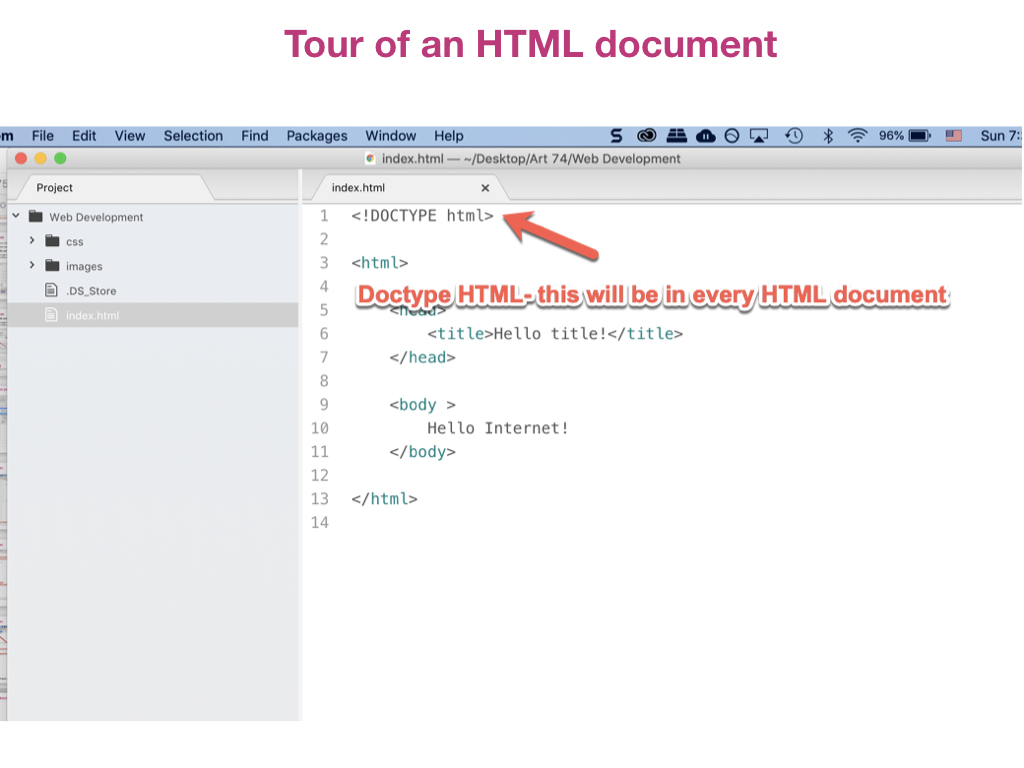 Tour of an HTML document
File Edit View Selection Find Packages Window Help 96% Sun
index.html — ~/Desktop/Art 74/Web Development
Project
index.html
Web Development
css
images
.DS_Store
index.html
1 <!DOCTYPE html>
2
3 <html>
4
Doctype HTML- this will be in every HTML document
5 <head>
6 <title>Hello title!</title>
7 </head>
8
9 <body >
10 Hello Internet!
11 </body>
12
13 </html>
14